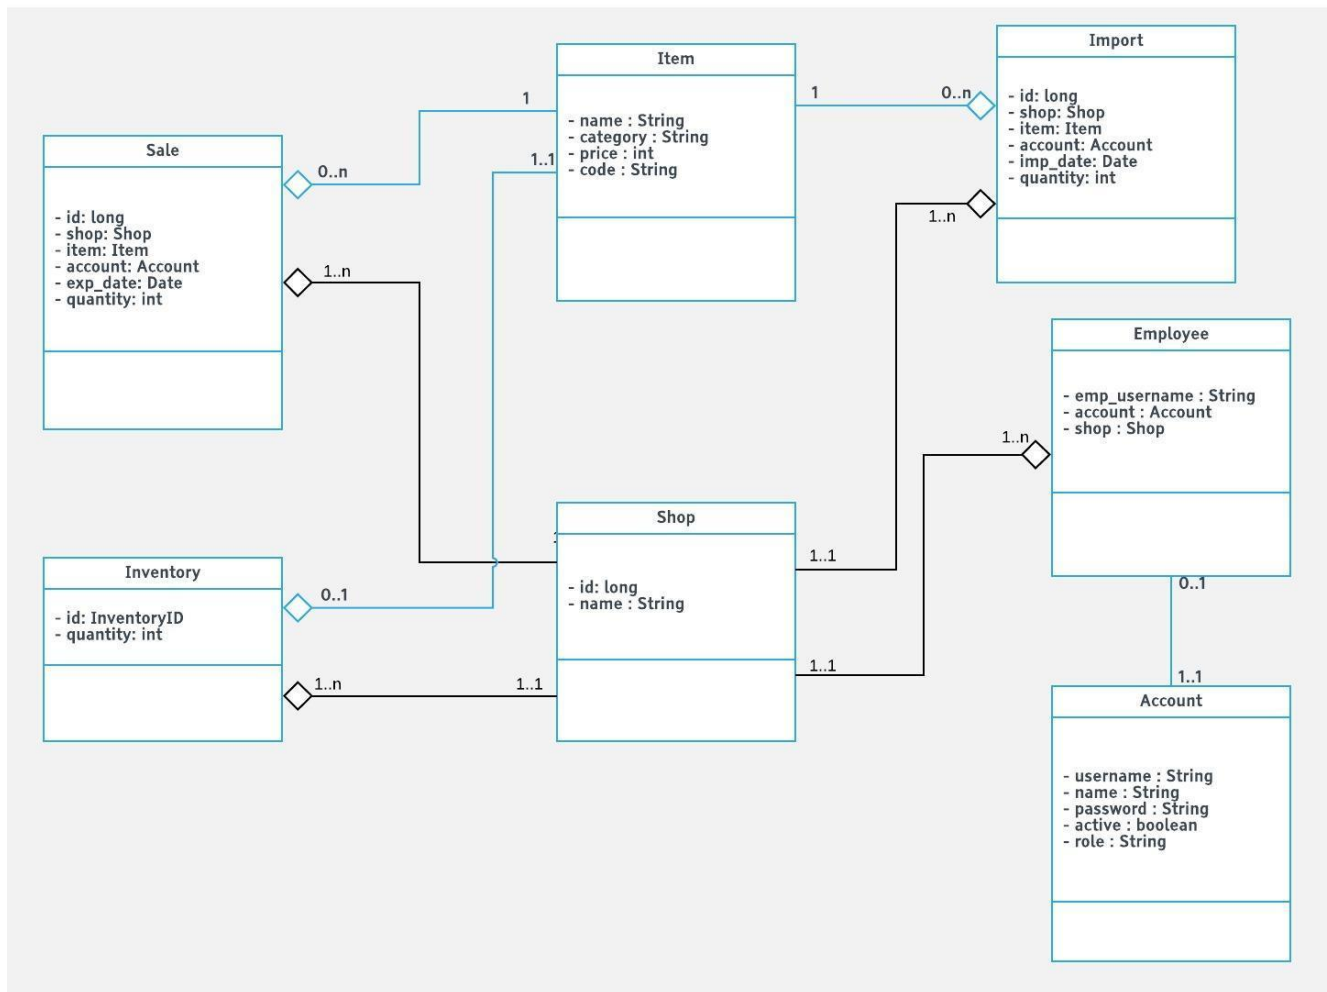 Import
- id: long
- shop: Shop
- item: Item
- account: Account
- imp_date: Date
- quantity: int
Item
- name : String
- category : String
- price : int
- code : String
1
1..1
1
0..n
1..n
Sale
- id: long
- shop: Shop
- item: Item
- account: Account
- exp_date: Date
- quantity: int
0..n
1..n
Employee
- emp_username : String
- account : Account
- shop : Shop
1..n
0..1
Shop
- id: long
- name : String
1..1
1..1
1..1
Inventory
- id: InventoryID
- quantity: int
0..1
1..n
1..1
Account
- username : String
- name : String
- password : String
- active : boolean
- role : String